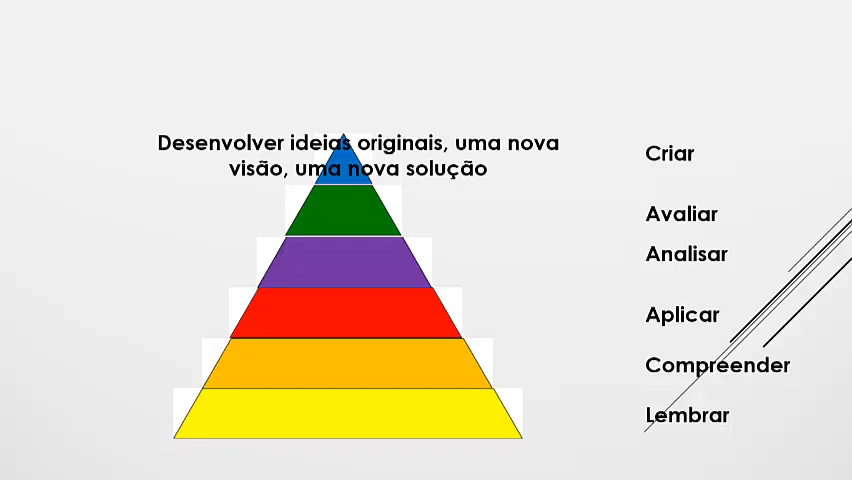 Desenvolver ideias originais, uma nova
visão, uma nova solução
Criar
Avaliar
Analisar
Aplicar
Compreender
Lembrar